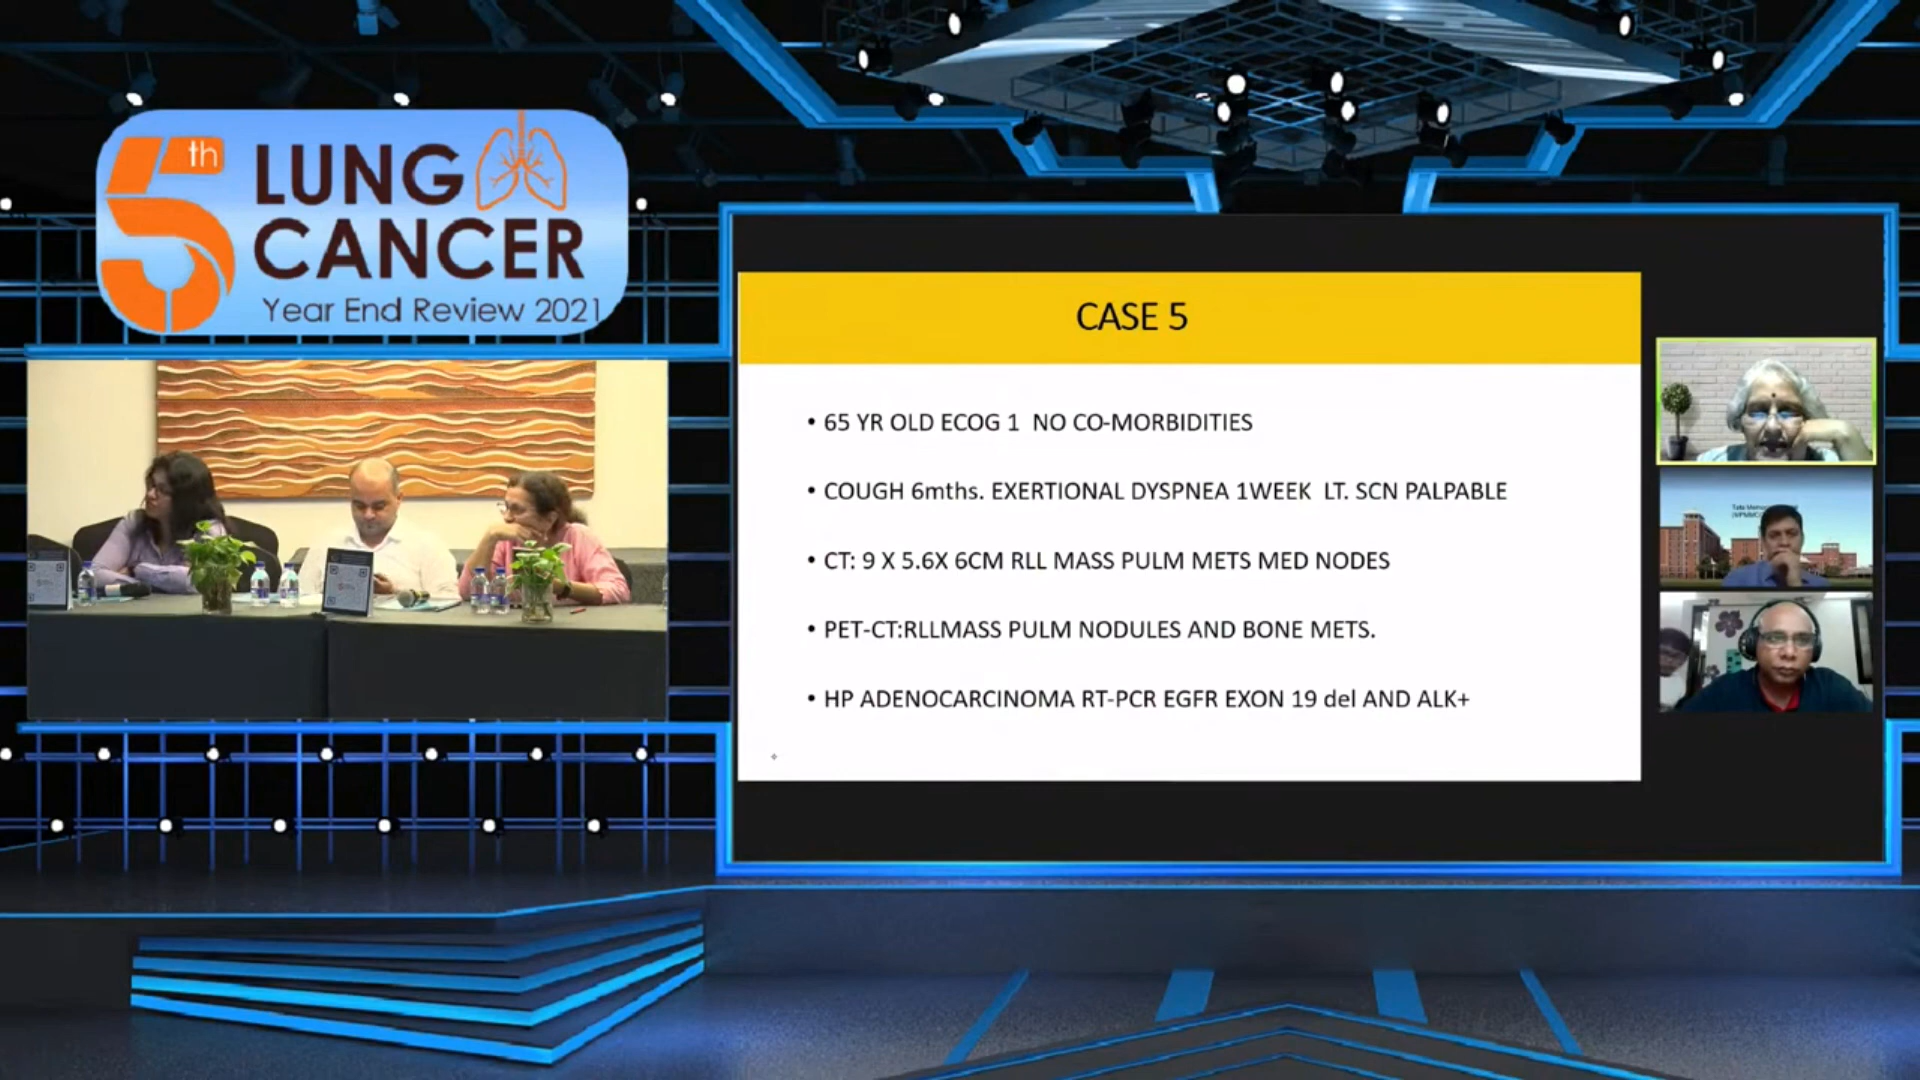 5th LUNG
CANCER
Year End Review 2021
CASE 5
• 65 YR OLD ECOG 1 NO CO-MORBIDITIES
• COUGH 6mths. EXERTIONAL DYSPNEA 1WEEK LT. SCN PALPABLE
• CT: 9 X 5.6X 6CM RLL MASS PULM METS MED NODES
• PET-CT:RLLMASS PULM NODULES AND BONE METS.
• HP ADENOCARCINOMA RT-PCR EGFR EXON 19 del AND ALK+